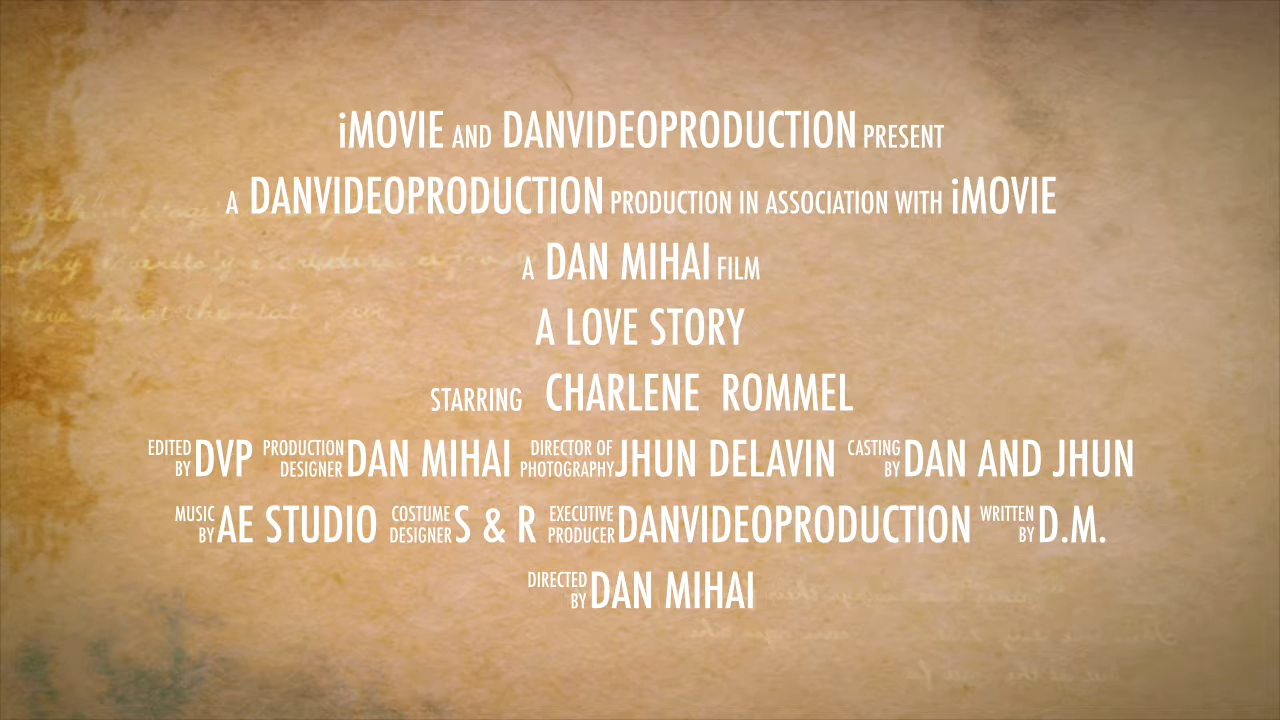 iMOVIE AND DANVIDEOPRODUCTION PRESENT
A DANVIDEOPRODUCTION PRODUCTION IN ASSOCIATION WITH iMOVIE
A DAN MIHAI FILM
A LOVE STORY
STARRING CHARLENE ROMMEL
EDITED BY DVP PRODUCTION DESIGNER DAN MIHAI DIRECTOR OF PHOTOGRAPHY JHUN DELAVIN CASTING BY DAN AND JHUN
MUSIC BY AE STUDIO COSTUME DESIGNER S & R EXECUTIVE PRODUCER DANVIDEOPRODUCTION WRITTEN BY D.M.
DIRECTED BY DAN MIHAI